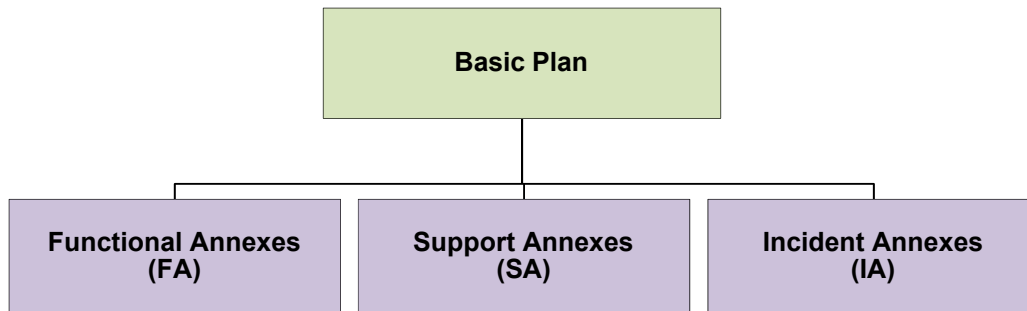 Basic Plan
Functional Annexes
(FA)
Support Annexes
(SA)
Incident Annexes
(IA)